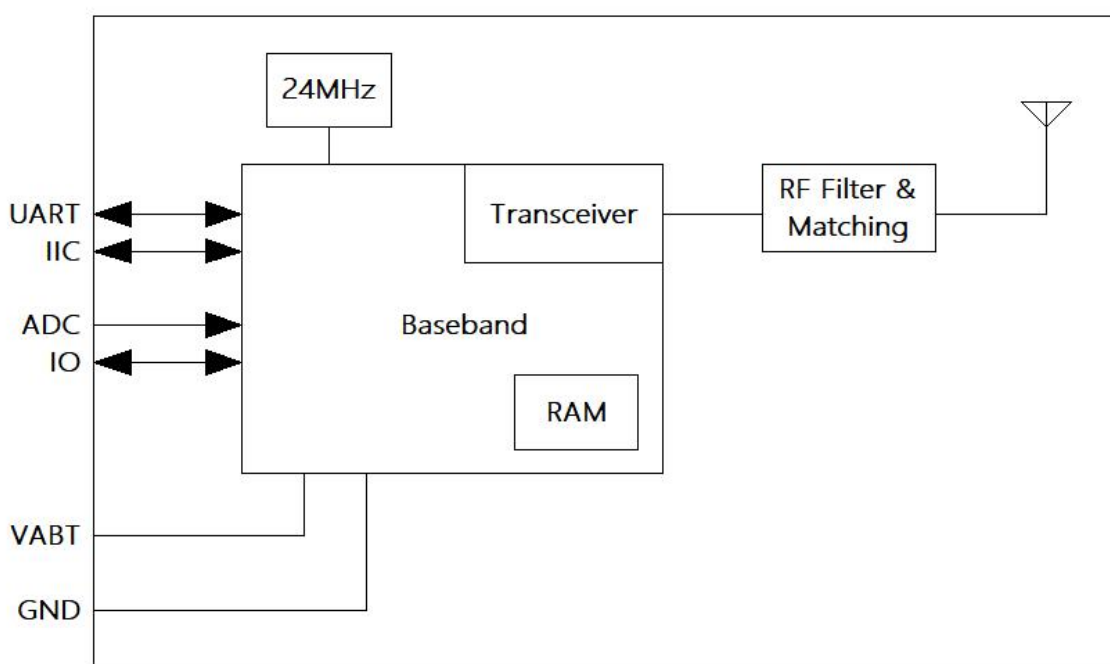 24MHz
UART
IIC
ADC
IO
VABT
GND
Transceiver
Baseband
RAM
RF Filter &
Matching